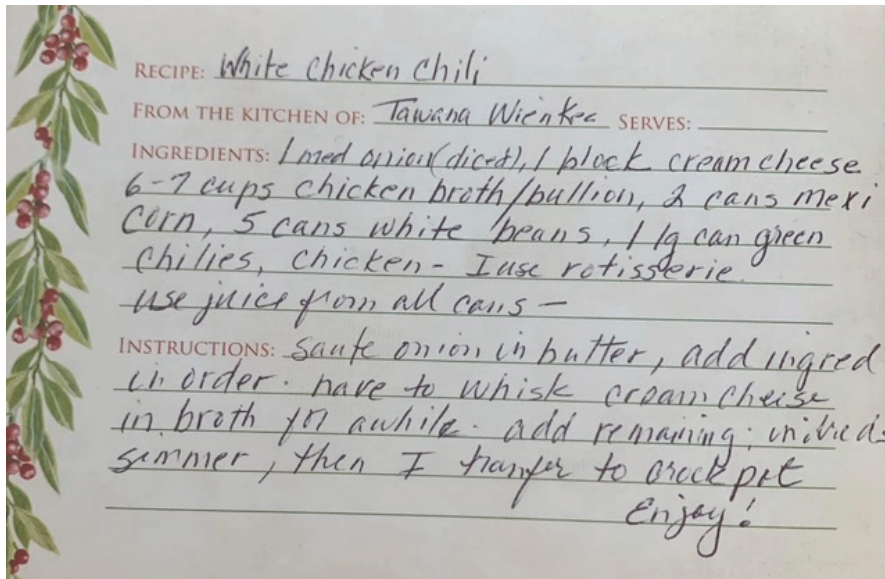 RECIPE: White Chicken Chili
FROM THE KITCHEN OF: Tawana Wienkec SERVES:
INGREDIENTS: 1 med onion (diced), 1 block cream cheese
6-7 cups chicken broth/bullion, 2 cans mexi
corn, 5 cans white beans, 1 lg can green
chilies, chicken - I use rotisserie
use juice from all cans -
INSTRUCTIONS: saute onion in butter, add ingred
in order. have to whisk cream cheese
in broth for awhile. add remaining
simmer, then I tranfer to crock pot
Enjoy!